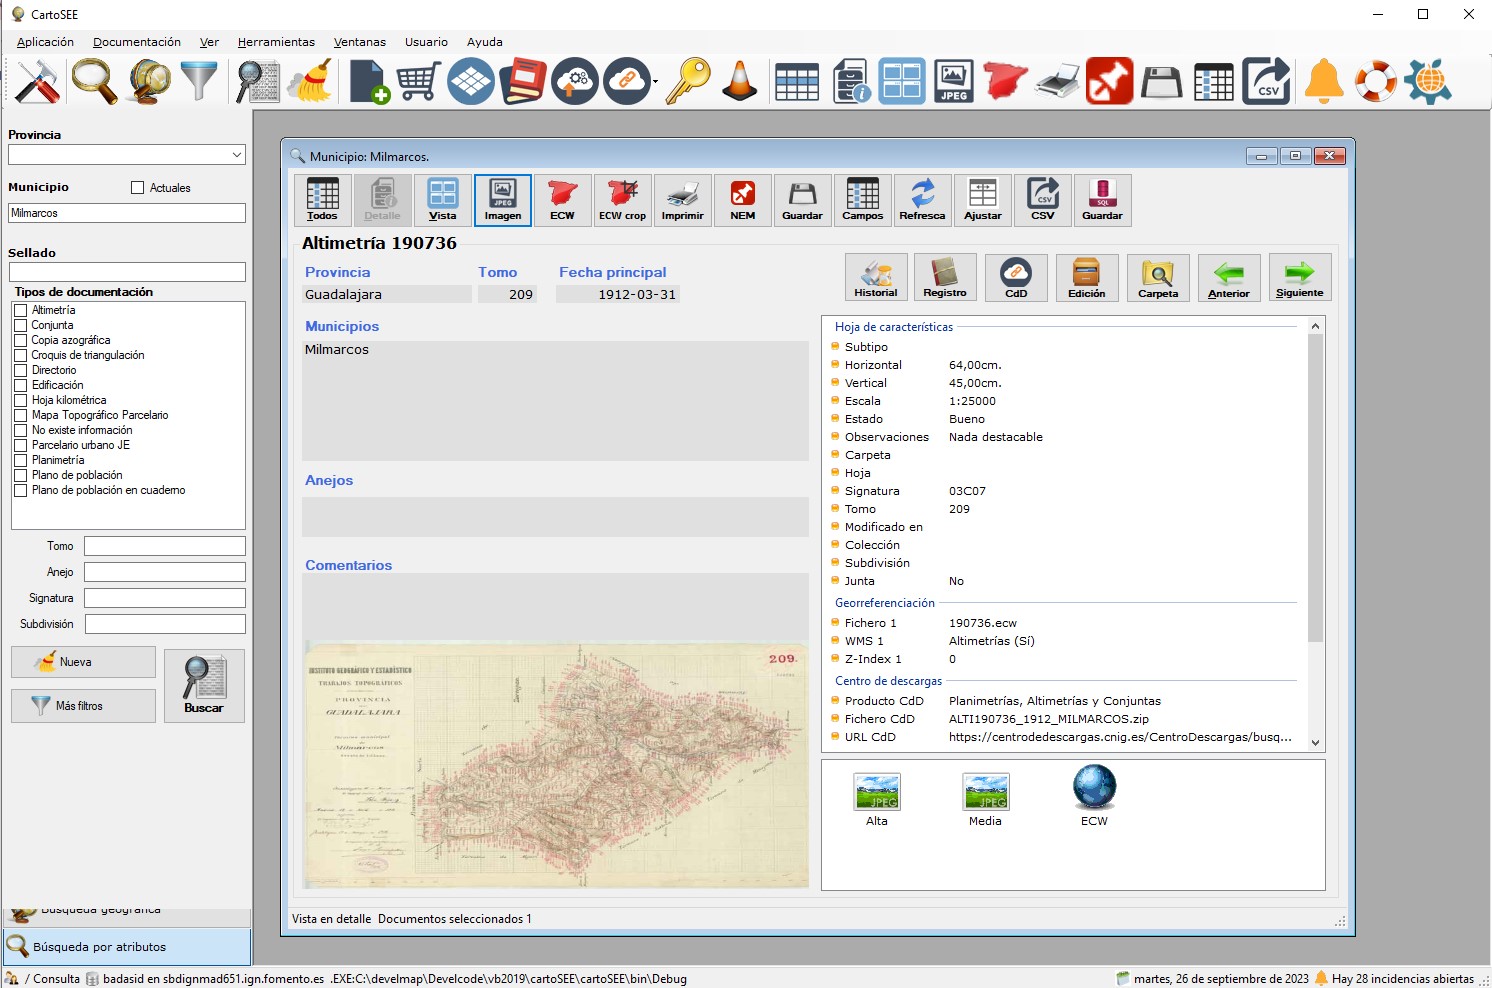 CartoSEE
Aplicación Documentación Ver Herramientas Ventanas Usuario Ayuda
JPEG
CSV
Provincia
Municipio Actuales
Milmarcos
Sellado
Tipos de documentación
Altimetría
Conjunta
Copia azográfica
Croquis de triangulación
Directorio
Edificación
Hoja kilométrica
Mapa Topográfico Parcelario
No existe información
Parcelario urbano JE
Planimetría
Plano de población
Plano de población en cuaderno
Tomo
Anejo
Signatura
Subdivisión
Nueva
Más filtros
Buscar
Búsqueda geográfica
Búsqueda por atributos
Municipio: Milmarcos.
Todos Detalle Vista Imagen ECW ECW crop Imprimir NEM Guardar Campos Refresca Ajustar CSV Guardar
JPEG
CSV
SQL
Altimetría 190736
Provincia Tomo Fecha principal
Guadalajara 209 1912-03-31
Historial Registro CdD Edición Carpeta Anterior Siguiente
Municipios
Milmarcos
Anejos
Comentarios
INSTITUTO GEOGRÁFICO Y ESTADÍSTICO
TRABAJOS TOPOGRÁFICOS
PROVINCIA
GUADALAJARA
Milmarcos
209.
Hoja de características
Subtipo
Horizontal 64,00cm.
Vertical 45,00cm.
Escala 1:25000
Estado Bueno
Observaciones Nada destacable
Carpeta
Hoja
Signatura 03C07
Tomo 209
Modificado en
Colección
Subdivisión
Junta No
Georreferenciación
Fichero 1 190736.ecw
WMS 1 Altimetrías (Sí)
Z-Index 1 0
Centro de descargas
Producto CdD Planimetrías, Altimetrías y Conjuntas
Fichero CdD ALTI190736_1912_MILMARCOS.zip
URL CdD https://centrodedescargas.cnig.es/CentroDescargas/busq...
JPEG JPEG
Alta Media ECW
Vista en detalle Documentos seleccionados 1
/ Consulta badasid en sbdignmad651.ign.fomento.es .EXE:C:\develmap\Develcode\vb2019\cartoSEE\cartoSEE\bin\Debug
martes, 26 de septiembre de 2023 Hay 28 incidencias abiertas